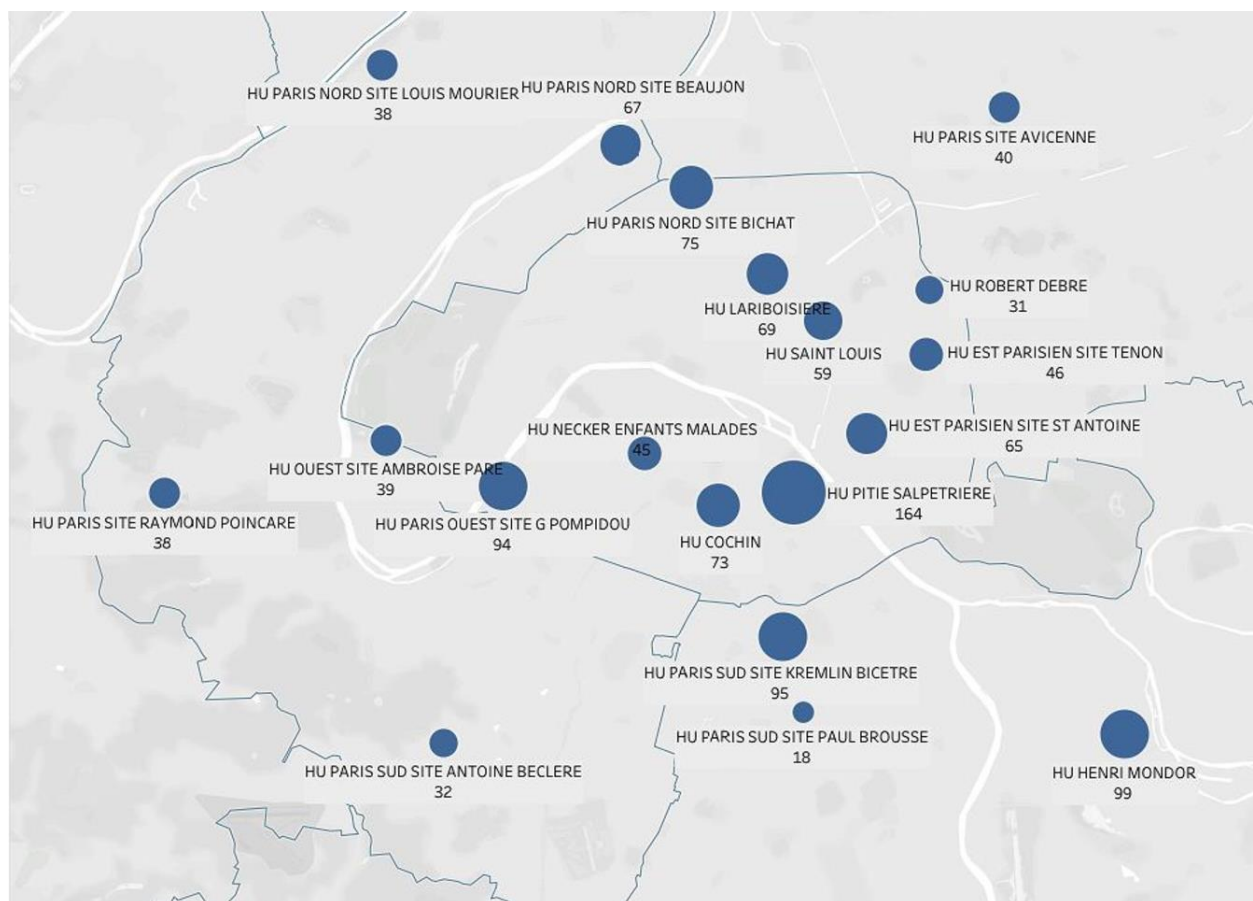 HU PARIS NORD SITE LOUIS MOURIER
38
HU PARIS NORD SITE BEAUJON
67
HU PARIS SITE AVICENNE
40
HU PARIS NORD SITE BICHAT
75
HU ROBERT DEBRE
31
HU LARIBOISIERE
69
HU SAINT LOUIS
59
HU EST PARISIEN SITE TENON
46
HU NECKER ENFANTS MALADES
45
HU EST PARISIEN SITE ST ANTOINE
65
HU OUEST SITE AMBROISE PARE
39
HU PARIS SITE RAYMOND POINCARE
38
HU PARIS OUEST SITE G POMPIDOU
94
HU PITIE SALPETRIERE
164
HU COCHIN
73
HU PARIS SUD SITE KREMLIN BICETRE
95
HU PARIS SUD SITE PAUL BROUSSE
18
HU PARIS SUD SITE ANTOINE BECLERE
32
HU HENRI MONDOR
99